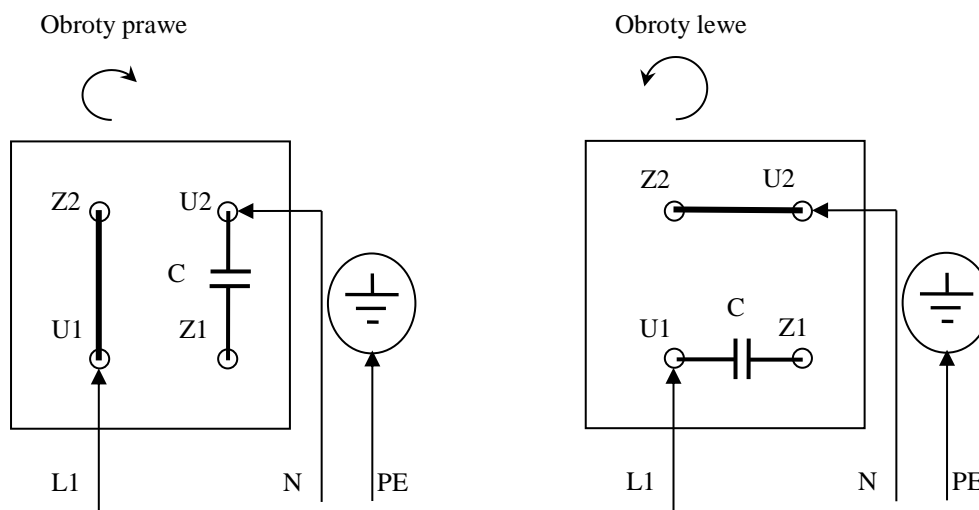 Obroty prawe
Obroty lewe
Z2 U2
C
U1 Z1
L1 N PE
Z2 U2
C
U1 Z1
L1 N PE